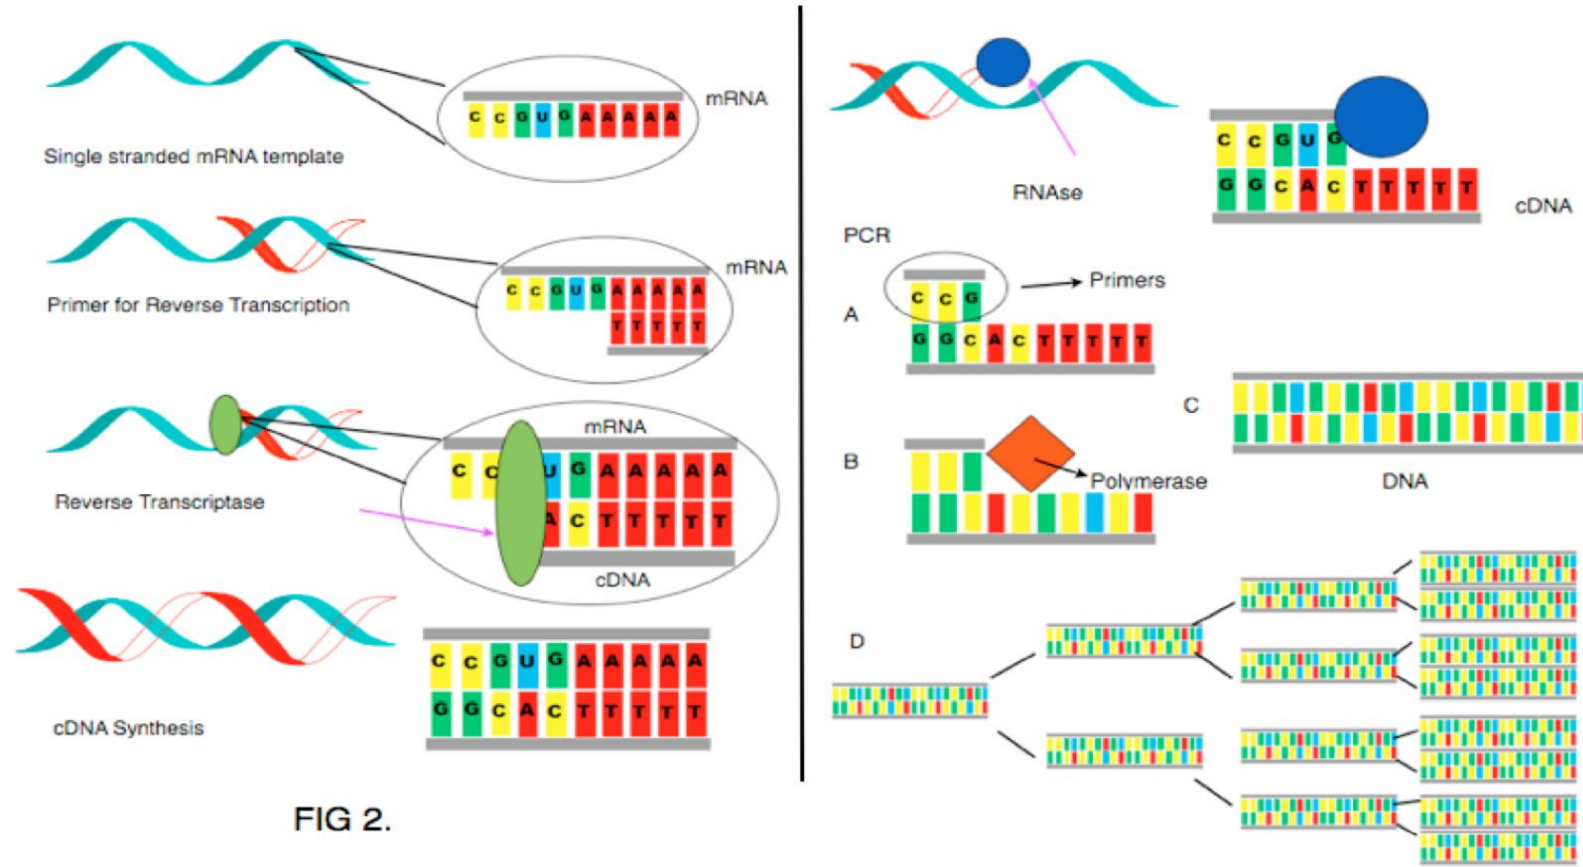 mRNA
C C G U G A A A A A
Single stranded mRNA template
mRNA
C C G U G A A A A A
T T T T T
Primer for Reverse Transcription
mRNA
C C U G A A A A A
A C T T T T T
Reverse Transcriptase
cDNA
C C G U G A A A A A
G G C A C T T T T T
cDNA Synthesis
FIG 2.
C C G U G
G G C A C T T T T T
RNAse
cDNA
PCR
Primers
C C G
A
G G C A C T T T T T
C
B
Polymerase
DNA
D